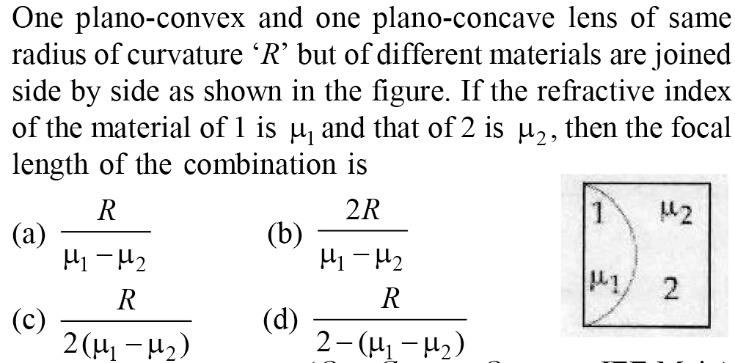 One plano-convex and one plano-concave lens of same
radius of curvature ‘R’ but of different materials are joined
side by side as shown in the figure. If the refractive index
of the material of 1 is μ₁ and that of 2 is μ₂, then the focal
length of the combination is
(a) R/(μ₁ – μ₂) (b) 2R/(μ₁ – μ₂)
(c) R/2(μ₁ – μ₂) (d) R/2 – (μ₁ – μ₂)
1 μ₂
μ₁ 2